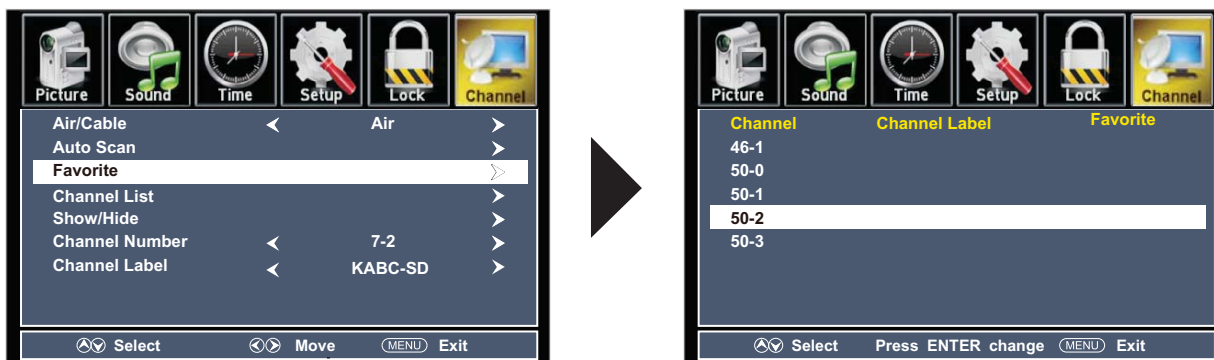 Picture Sound Time Setup Lock Channel
Air/Cable Air
Auto Scan
Favorite
Channel List
Show/Hide
Channel Number 7-2
Channel Label KABC-SD
Select Move MENU Exit
Picture Sound Time Setup Lock Channel
Channel Channel Label Favorite
46-1
50-0
50-1
50-2
50-3
Select Press ENTER change MENU Exit